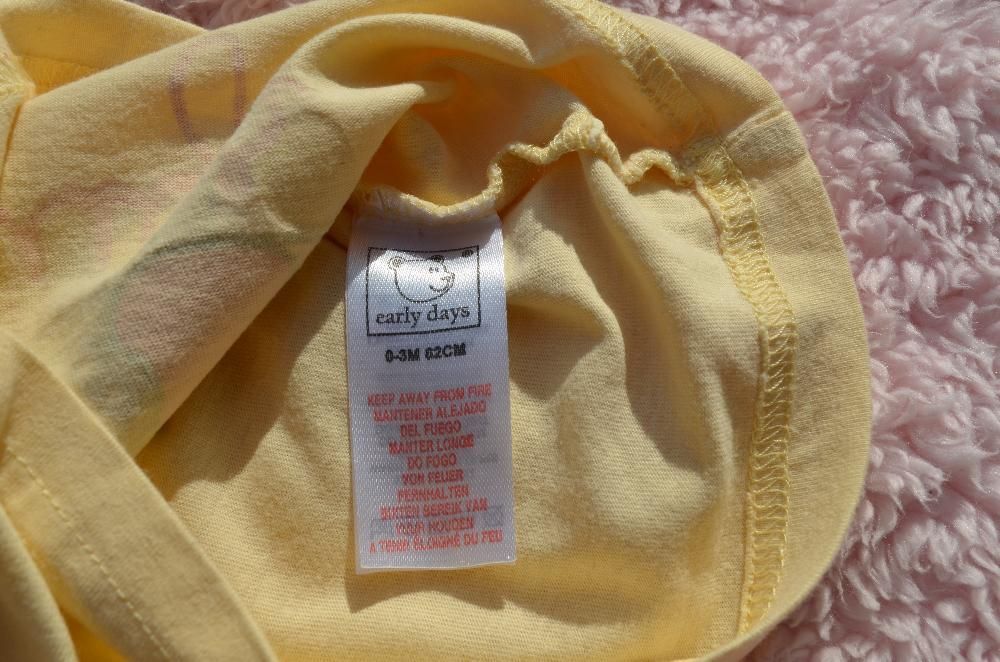 early days
0-3M 62CM
KEEP AWAY FROM FIRE
MANTENER ALEJADO
DEL FUEGO
MANTER LONGE
DO FOGO
VON FEUER
FERNHALTEN
BUITEN BEREIK VAN
VUUR HOUDEN
A TENIR ÉLOIGNÉ DU FEU